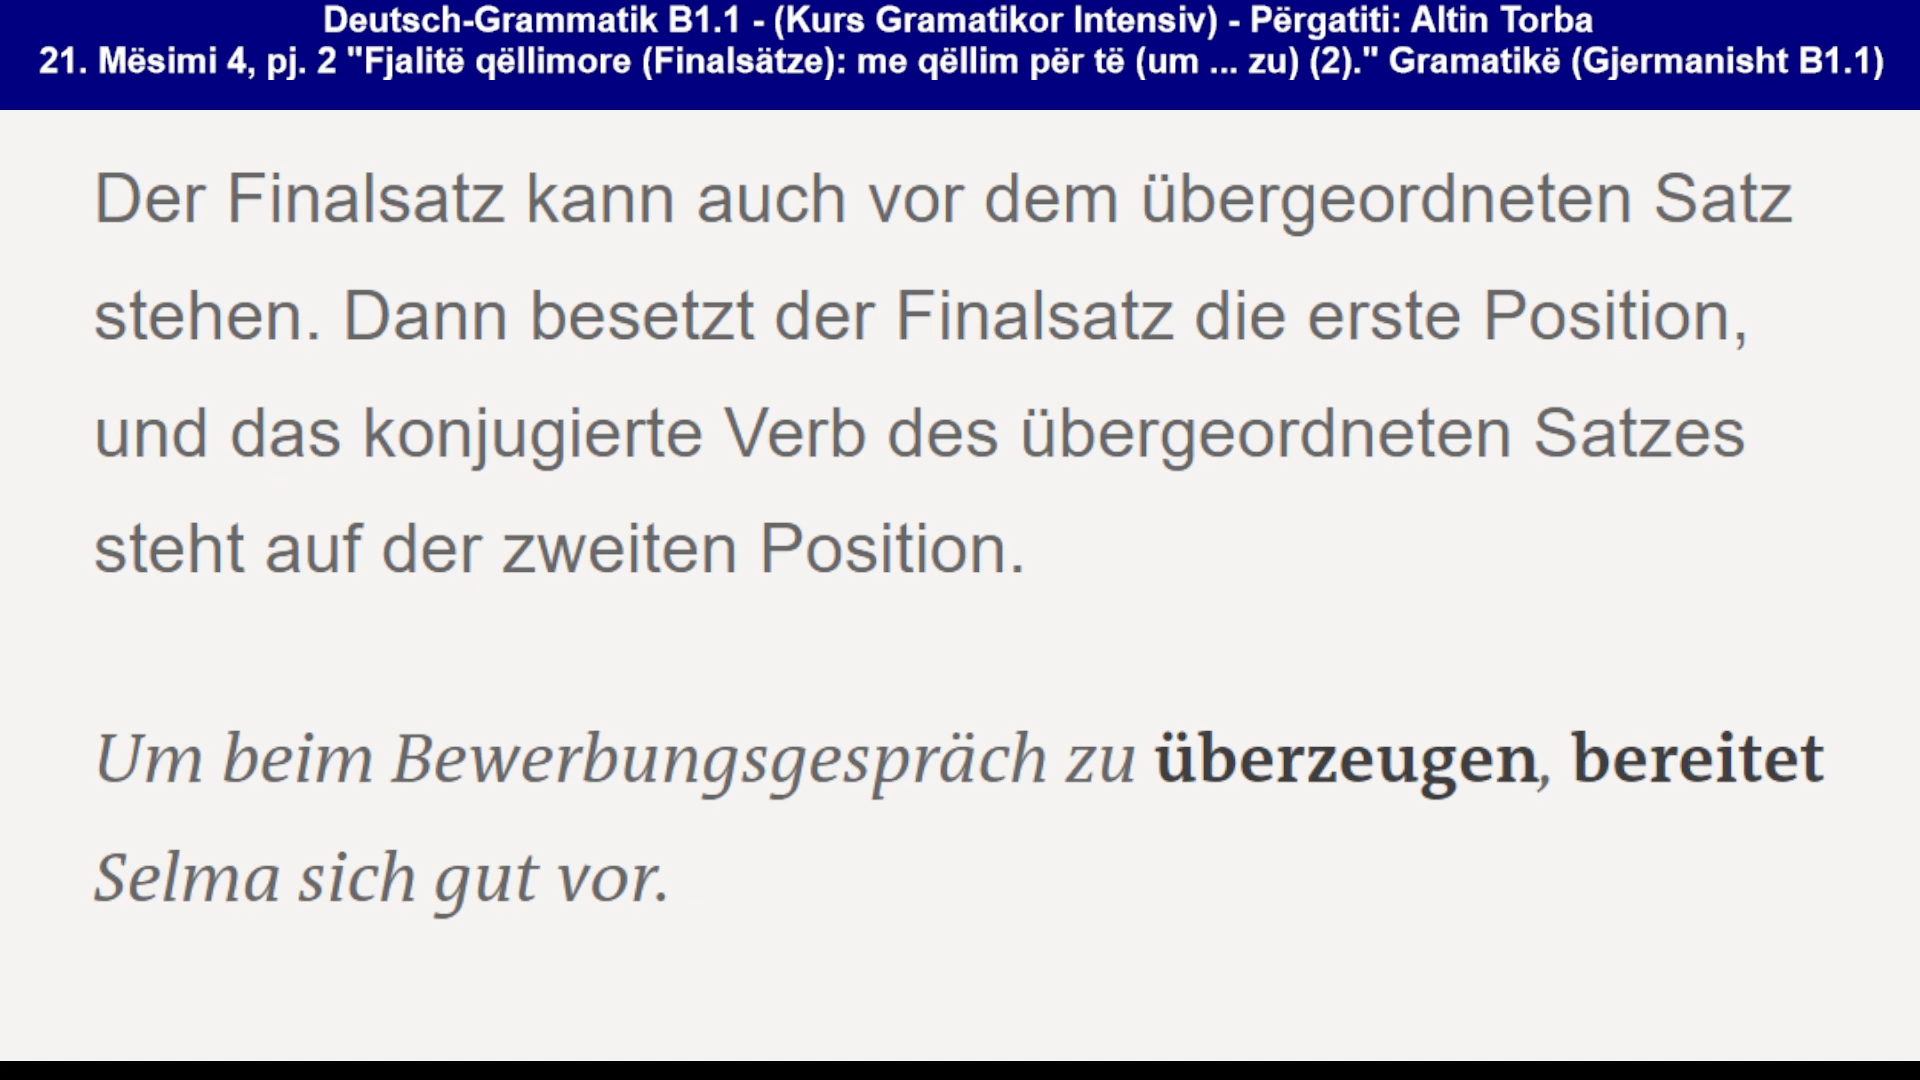 Deutsch-Grammatik B1.1 - (Kurs Gramatikor Intensiv) - Përgatiti: Altin Torba
21. Mësimi 4, pj. 2 "Fjalitë qëllimore (Finalsätze): me qëllim për të (um ... zu) (2)." Gramatikë (Gjermanisht B1.1)
Der Finalsatz kann auch vor dem übergeordneten Satz
stehen. Dann besetzt der Finalsatz die erste Position,
und das konjugierte Verb des übergeordneten Satzes
steht auf der zweiten Position.
Um beim Bewerbungsgespräch zu überzeugen, bereitet
Selma sich gut vor.